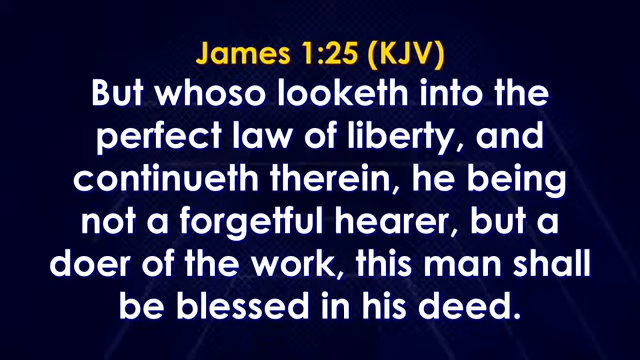 James 1:25 (KJV)
But whoso looketh into the
perfect law of liberty, and
continueth therein, he being
not a forgetful hearer, but a
doer of the work, this man shall
be blessed in his deed.